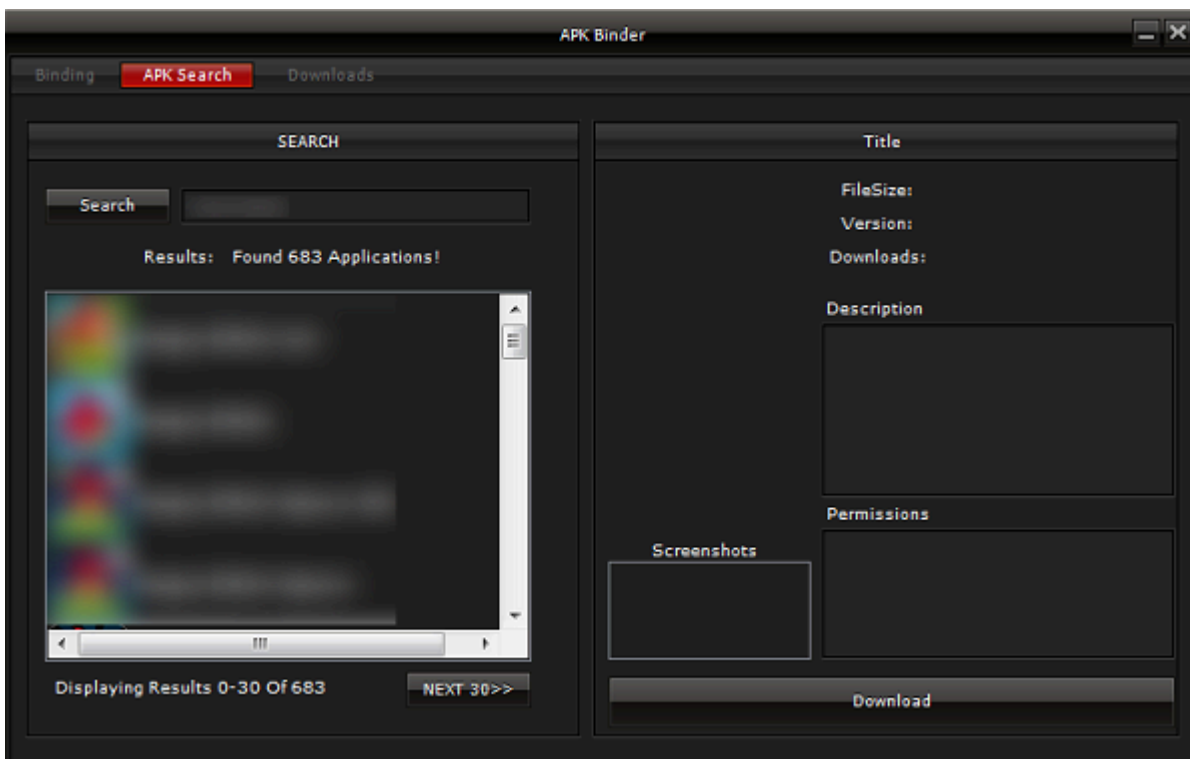 APK Binder
Binding APK Search Downloads
SEARCH
Search
Results: Found 683 Applications!
Displaying Results 0-30 Of 683 NEXT 30>>
Title
FileSize:
Version:
Downloads:
Description
Permissions
Screenshots
Download